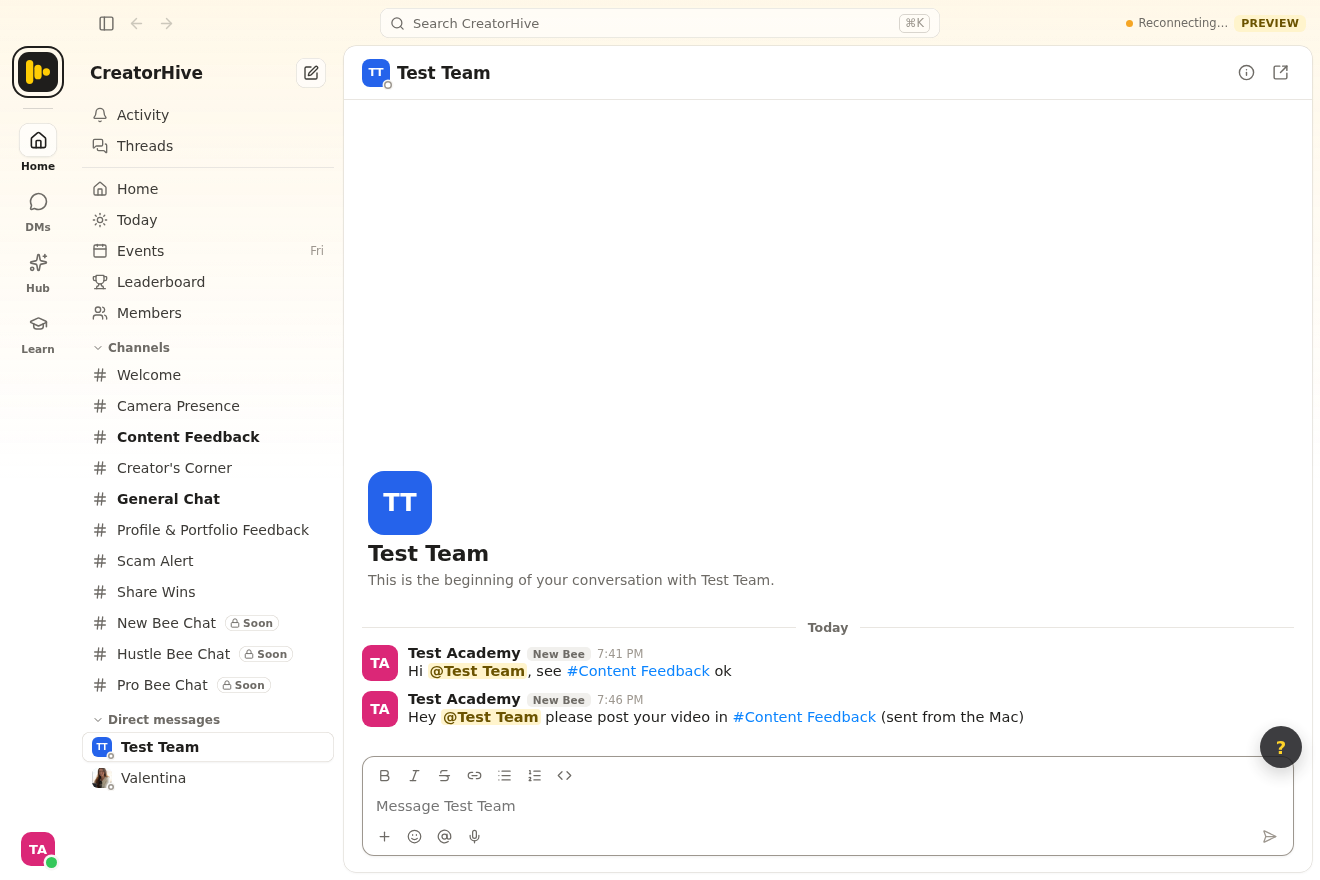 Search CreatorHive
⌘K
Reconnecting…
PREVIEW
CreatorHive
Activity
Threads
Home
DMs
Hub
Learn
Home
Today
Events
Fri
Leaderboard
Members
Channels
Welcome
Camera Presence
Content Feedback
Creator's Corner
General Chat
Profile & Portfolio Feedback
Scam Alert
Share Wins
New Bee Chat
Soon
Hustle Bee Chat
Soon
Pro Bee Chat
Soon
Direct messages
TT
Test Team
Valentina
TA
TT
Test Team
TT
Test Team
This is the beginning of your conversation with Test Team.
Today
TA
Test Academy New Bee 7:41 PM
Hi @Test Team, see #Content Feedback ok
TA
Test Academy New Bee 7:46 PM
Hey @Test Team please post your video in #Content Feedback (sent from the Mac)
?
Message Test Team